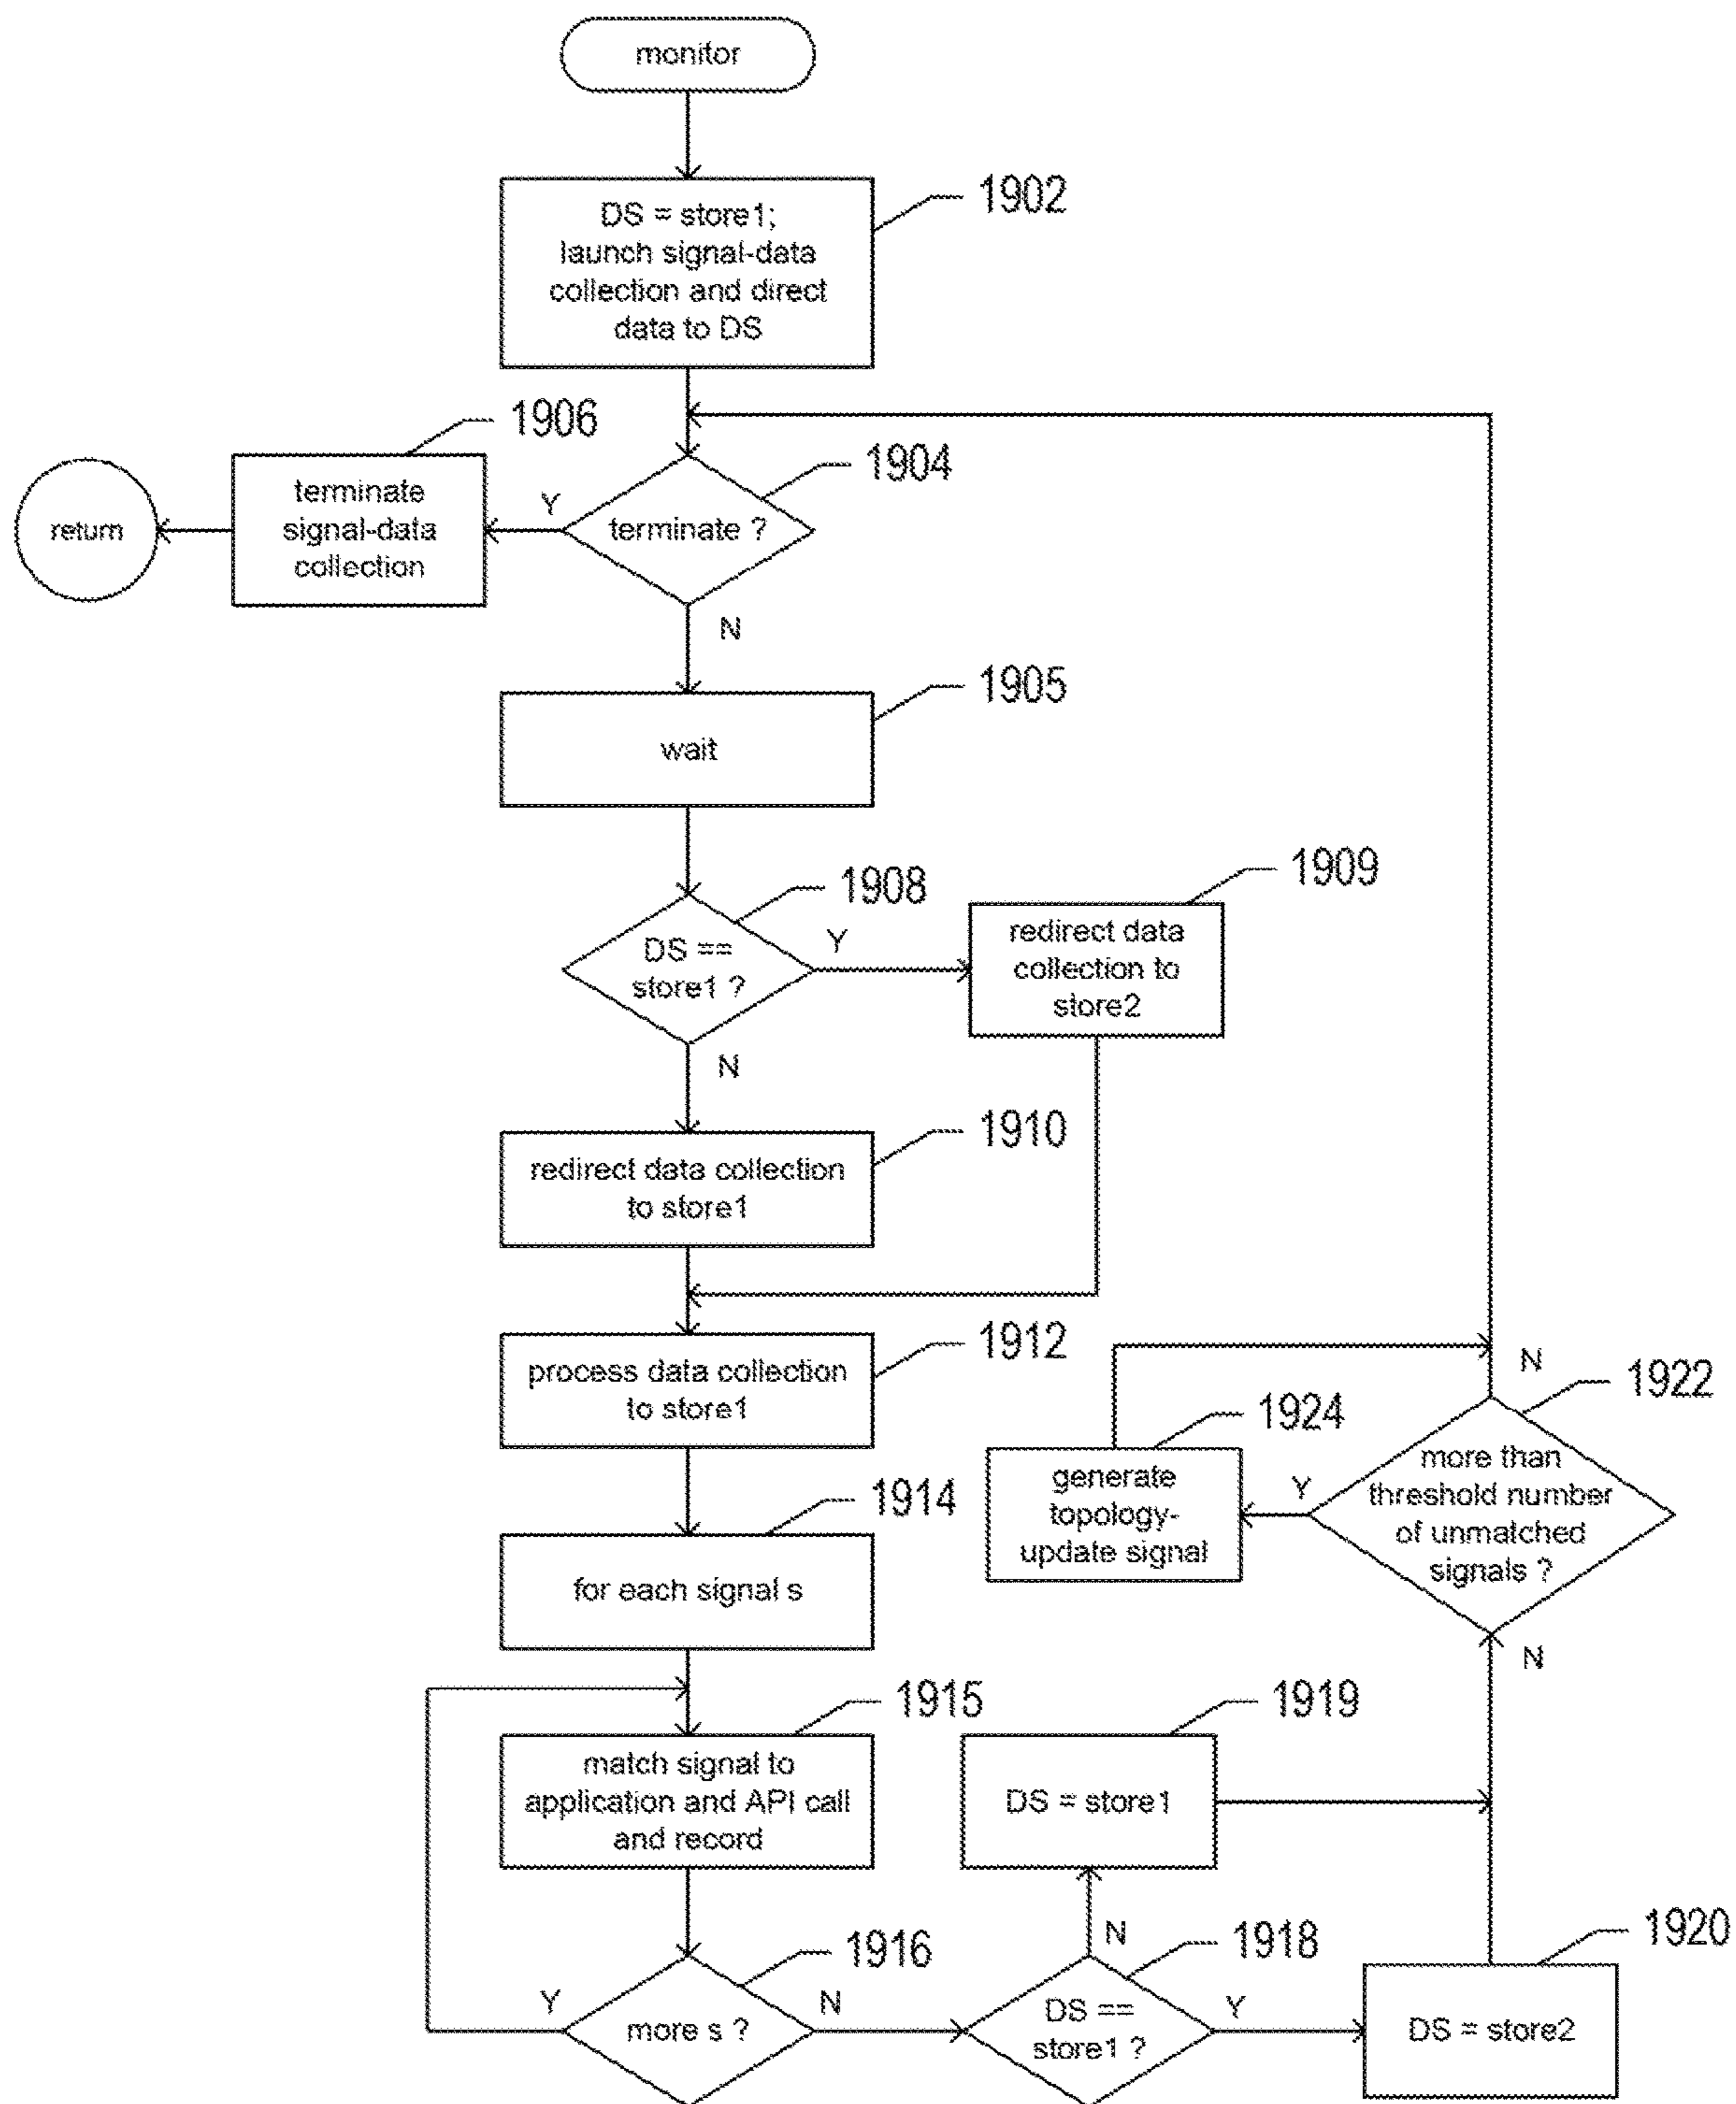 monitor
1902
DS = store1;
launch signal-data
collection and direct
data to DS
1906
1904
return
terminate
signal-data
collection
Y
terminate ?
N
1905
wait
1909
1908
redirect data
collection to
store2
Y
DS ==
store1 ?
N
1910
redirect data collection
to store1
1912
process data collection
to store1
N
1922
1924
more than
threshold number
of unmatched
signals ?
Y
generate
topology-
update signal
1914
for each signal s
N
1915
1919
match signal to
application and API call
and record
DS = store1
1916
N
1918
1920
Y
more s ?
N
DS ==
store1 ?
Y
DS = store2